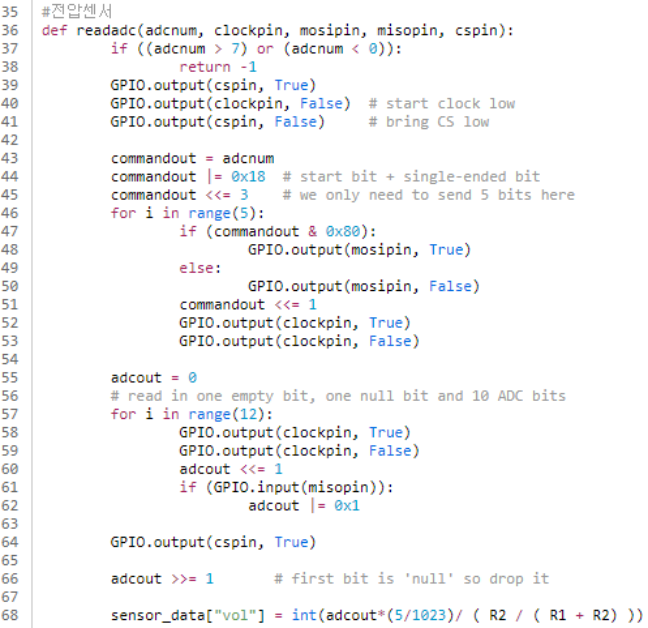 35 #전압센서
36 def readadc(adcnum, clockpin, mosipin, misopin, cspin):
37         if ((adcnum > 7) or (adcnum < 0)):
38                 return -1
39         GPIO.output(cspin, True)
40         GPIO.output(clockpin, False)  # start clock low
41         GPIO.output(cspin, False)     # bring CS low
42
43         commandout = adcnum
44         commandout |= 0x18  # start bit + single-ended bit
45         commandout <<= 3    # we only need to send 5 bits here
46         for i in range(5):
47                 if (commandout & 0x80):
48                         GPIO.output(mosipin, True)
49                 else:
50                         GPIO.output(mosipin, False)
51                 commandout <<= 1
52                 GPIO.output(clockpin, True)
53                 GPIO.output(clockpin, False)
54
55         adcout = 0
56         # read in one empty bit, one null bit and 10 ADC bits
57         for i in range(12):
58                 GPIO.output(clockpin, True)
59                 GPIO.output(clockpin, False)
60                 adcout <<= 1
61                 if (GPIO.input(misopin)):
62                         adcout |= 0x1
63
64         GPIO.output(cspin, True)
65
66         adcout >>= 1       # first bit is 'null' so drop it
67
68         sensor_data["vol"] = int(adcout*(5/1023)/ ( R2 / ( R1 + R2) ))